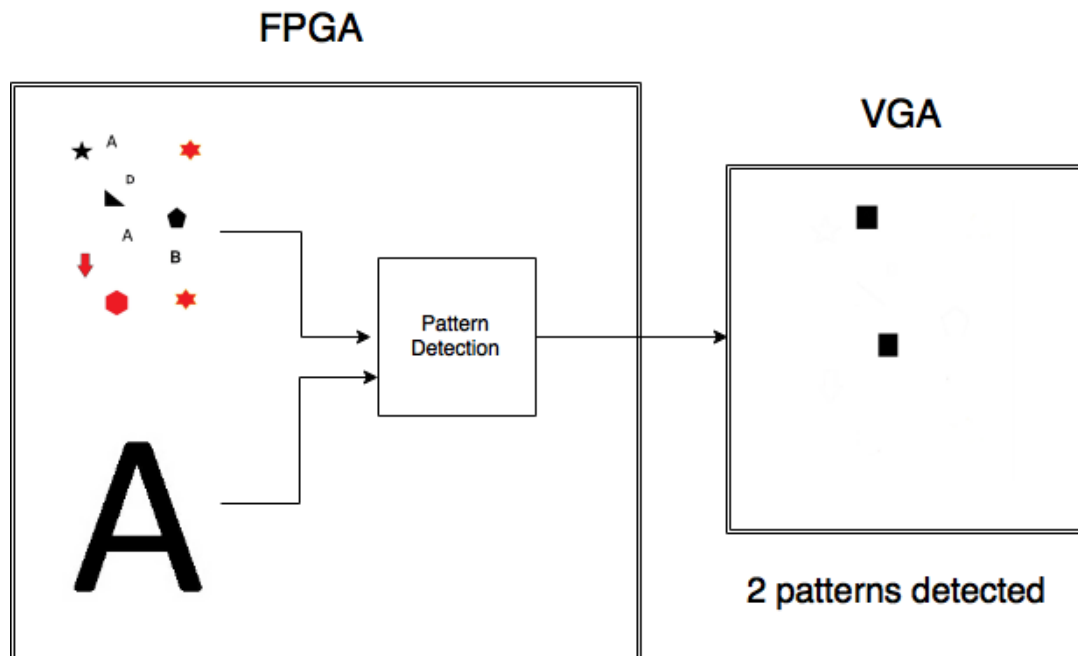 FPGA
VGA
A
D
A
B
Pattern
Detection
A
2 patterns detected